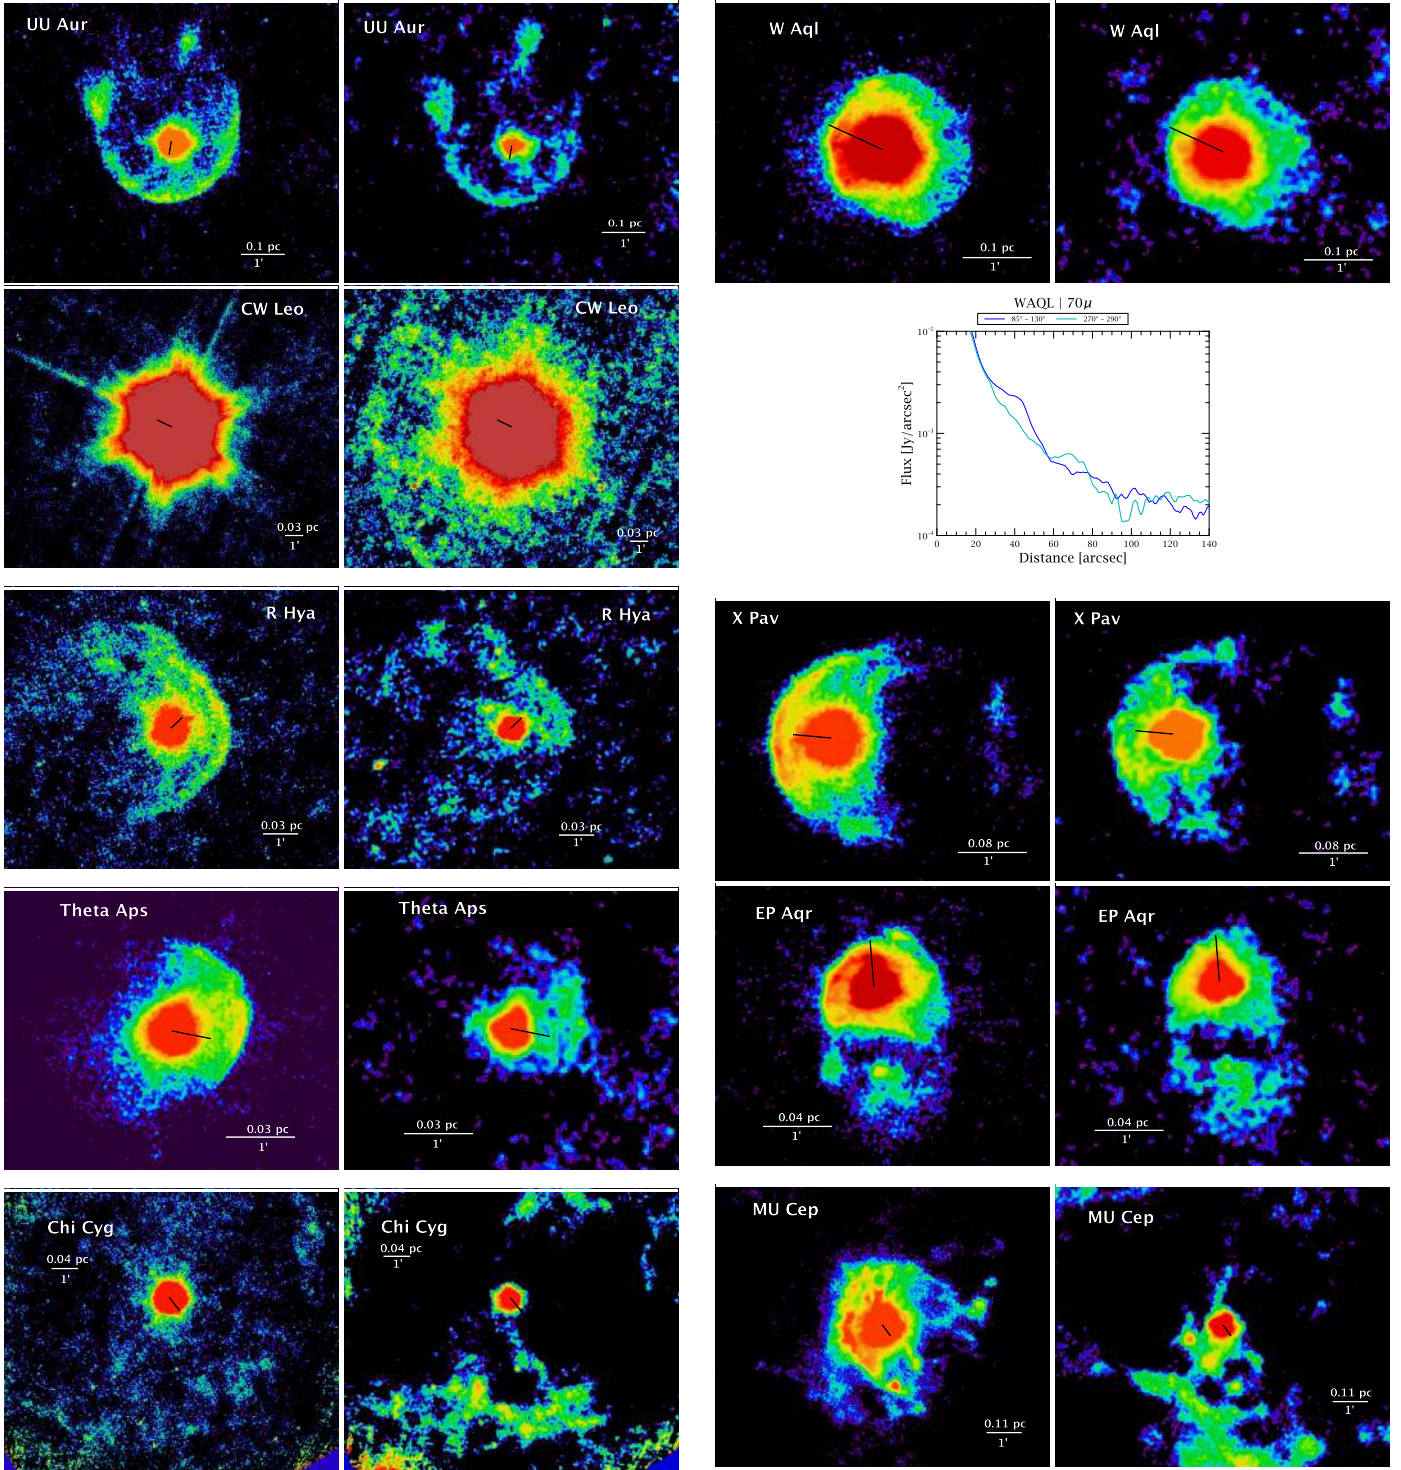 UU Aur
0.1 pc
1'
UU Aur
0.1 pc
1'
W Aql
0.1 pc
1'
W Aql
0.1 pc
1'
CW Leo
0.03 pc
1'
CW Leo
0.03 pc
1'
WAQL | 70μ
85° – 130° 270° – 290°
Flux [Jy/arcsec²]
10⁻²
10⁻³
10⁻⁴
0 20 40 60 80 100 120 140
Distance [arcsec]
R Hya
0.03 pc
1'
R Hya
0.03 pc
1'
X Pav
0.08 pc
1'
X Pav
0.08 pc
1'
Theta Aps
0.03 pc
1'
Theta Aps
0.03 pc
1'
EP Aqr
0.04 pc
1'
EP Aqr
0.04 pc
1'
Chi Cyg
0.04 pc
1'
Chi Cyg
0.04 pc
1'
MU Cep
0.11 pc
1'
MU Cep
0.11 pc
1'